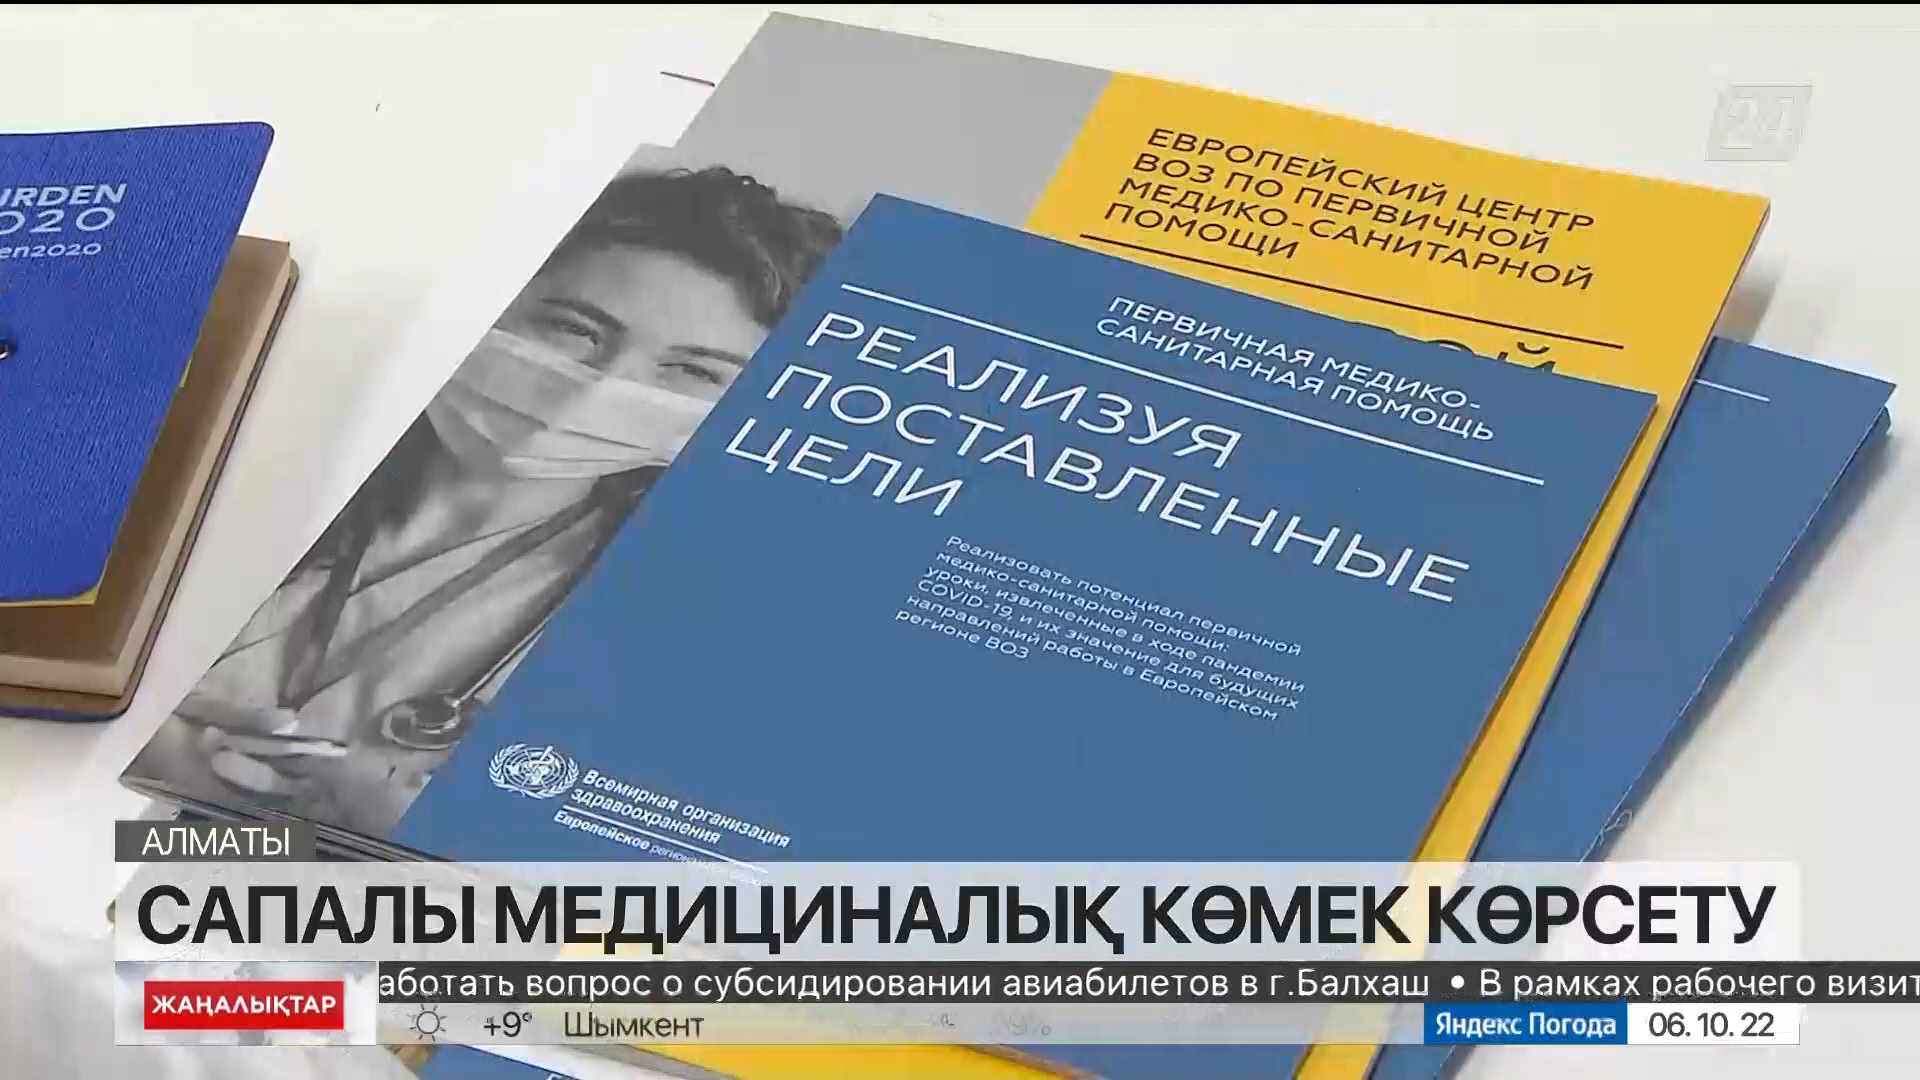 24
URDEN
2020
en2020
ЕВРОПЕЙСКИЙ ЦЕНТР
ВОЗ ПО ПЕРВИЧНОЙ
МЕДИКО-САНИТАРНОЙ
ПОМОЩИ
ПЕРВИЧНАЯ МЕДИКО-
САНИТАРНАЯ ПОМОЩЬ
РЕАЛИЗУЯ
ПОСТАВЛЕННЫЕ
ЦЕЛИ
Реализовать потенциал первичной
медико-санитарной помощи:
уроки, извлеченные в ходе пандемии
COVID-19, и их значение для будущих
направлений работы в Европейском
регионе ВОЗ
Всемирная организация
здравоохранения
Европейское
АЛМАТЫ
САПАЛЫ МЕДИЦИНАЛЫҚ КӨМЕК КӨРСЕТУ
ЖАҢАЛЫҚТАР
аботать вопрос о субсидировании авиабилетов в г.Балхаш • В рамках рабочего визит
+9° Шымкент
Яндекс Погода 06.10.22